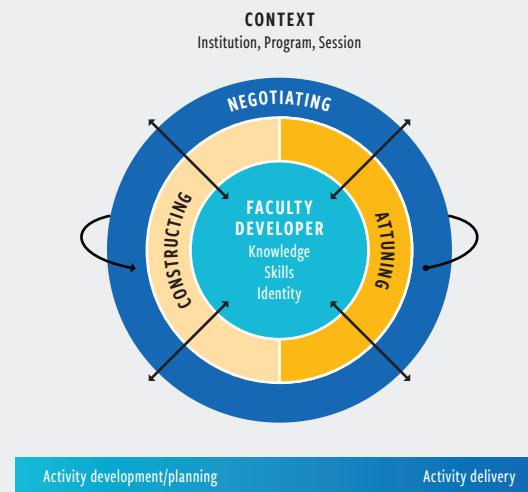 CONTEXT
Institution, Program, Session
NEGOTIATING
CONSTRUCTING
ATTUNING
FACULTY
DEVELOPER
Knowledge
Skills
Identity
Activity development/planning
Activity delivery